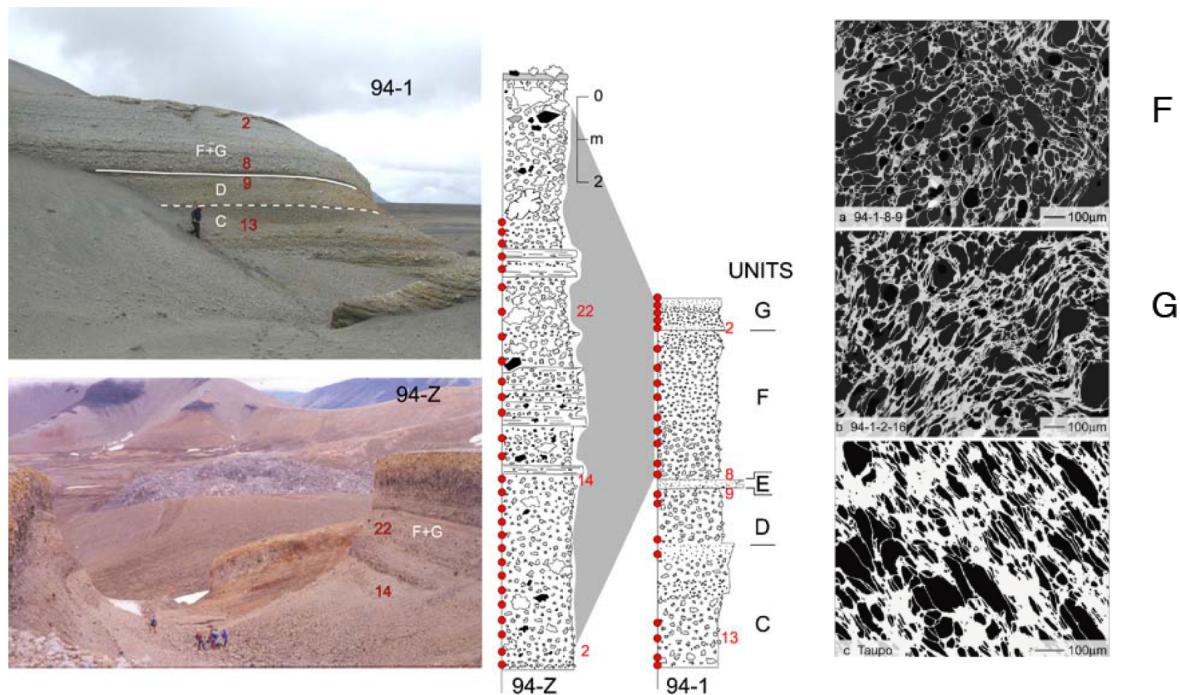 94-1
2
F+G
8
9
D
C
13
94-Z
22
F+G
14
0
m
2
22
14
2
94-Z
UNITS
G
2
F
8
E
9
D
C
13
94-1
a 94-1-8-9
100µm
F
b 94-1-2-16
100µm
G
c Taupo
100µm